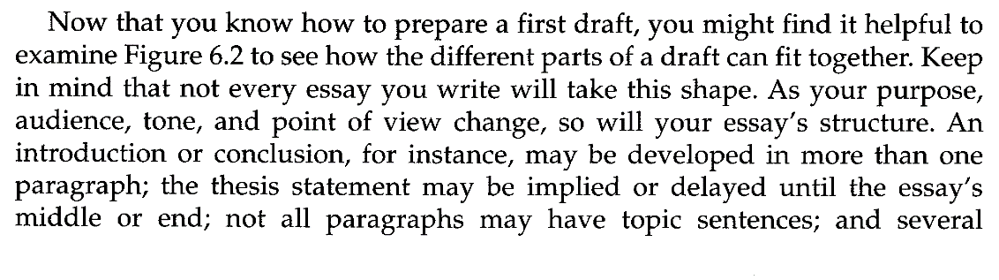 Now that you know how to prepare a first draft, you might find it helpful to
examine Figure 6.2 to see how the different parts of a draft can fit together. Keep
in mind that not every essay you write will take this shape. As your purpose,
audience, tone, and point of view change, so will your essay's structure. An
introduction or conclusion, for instance, may be developed in more than one
paragraph; the thesis statement may be implied or delayed until the essay's
middle or end; not all paragraphs may have topic sentences; and several